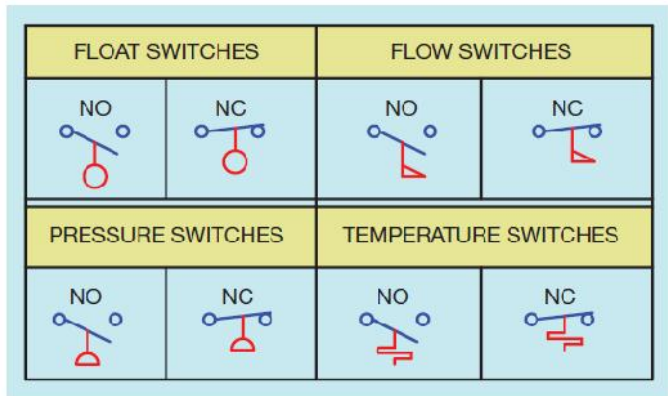 FLOAT SWITCHES
FLOW SWITCHES
NO
NC
NO
NC
PRESSURE SWITCHES
TEMPERATURE SWITCHES
NO
NC
NO
NC